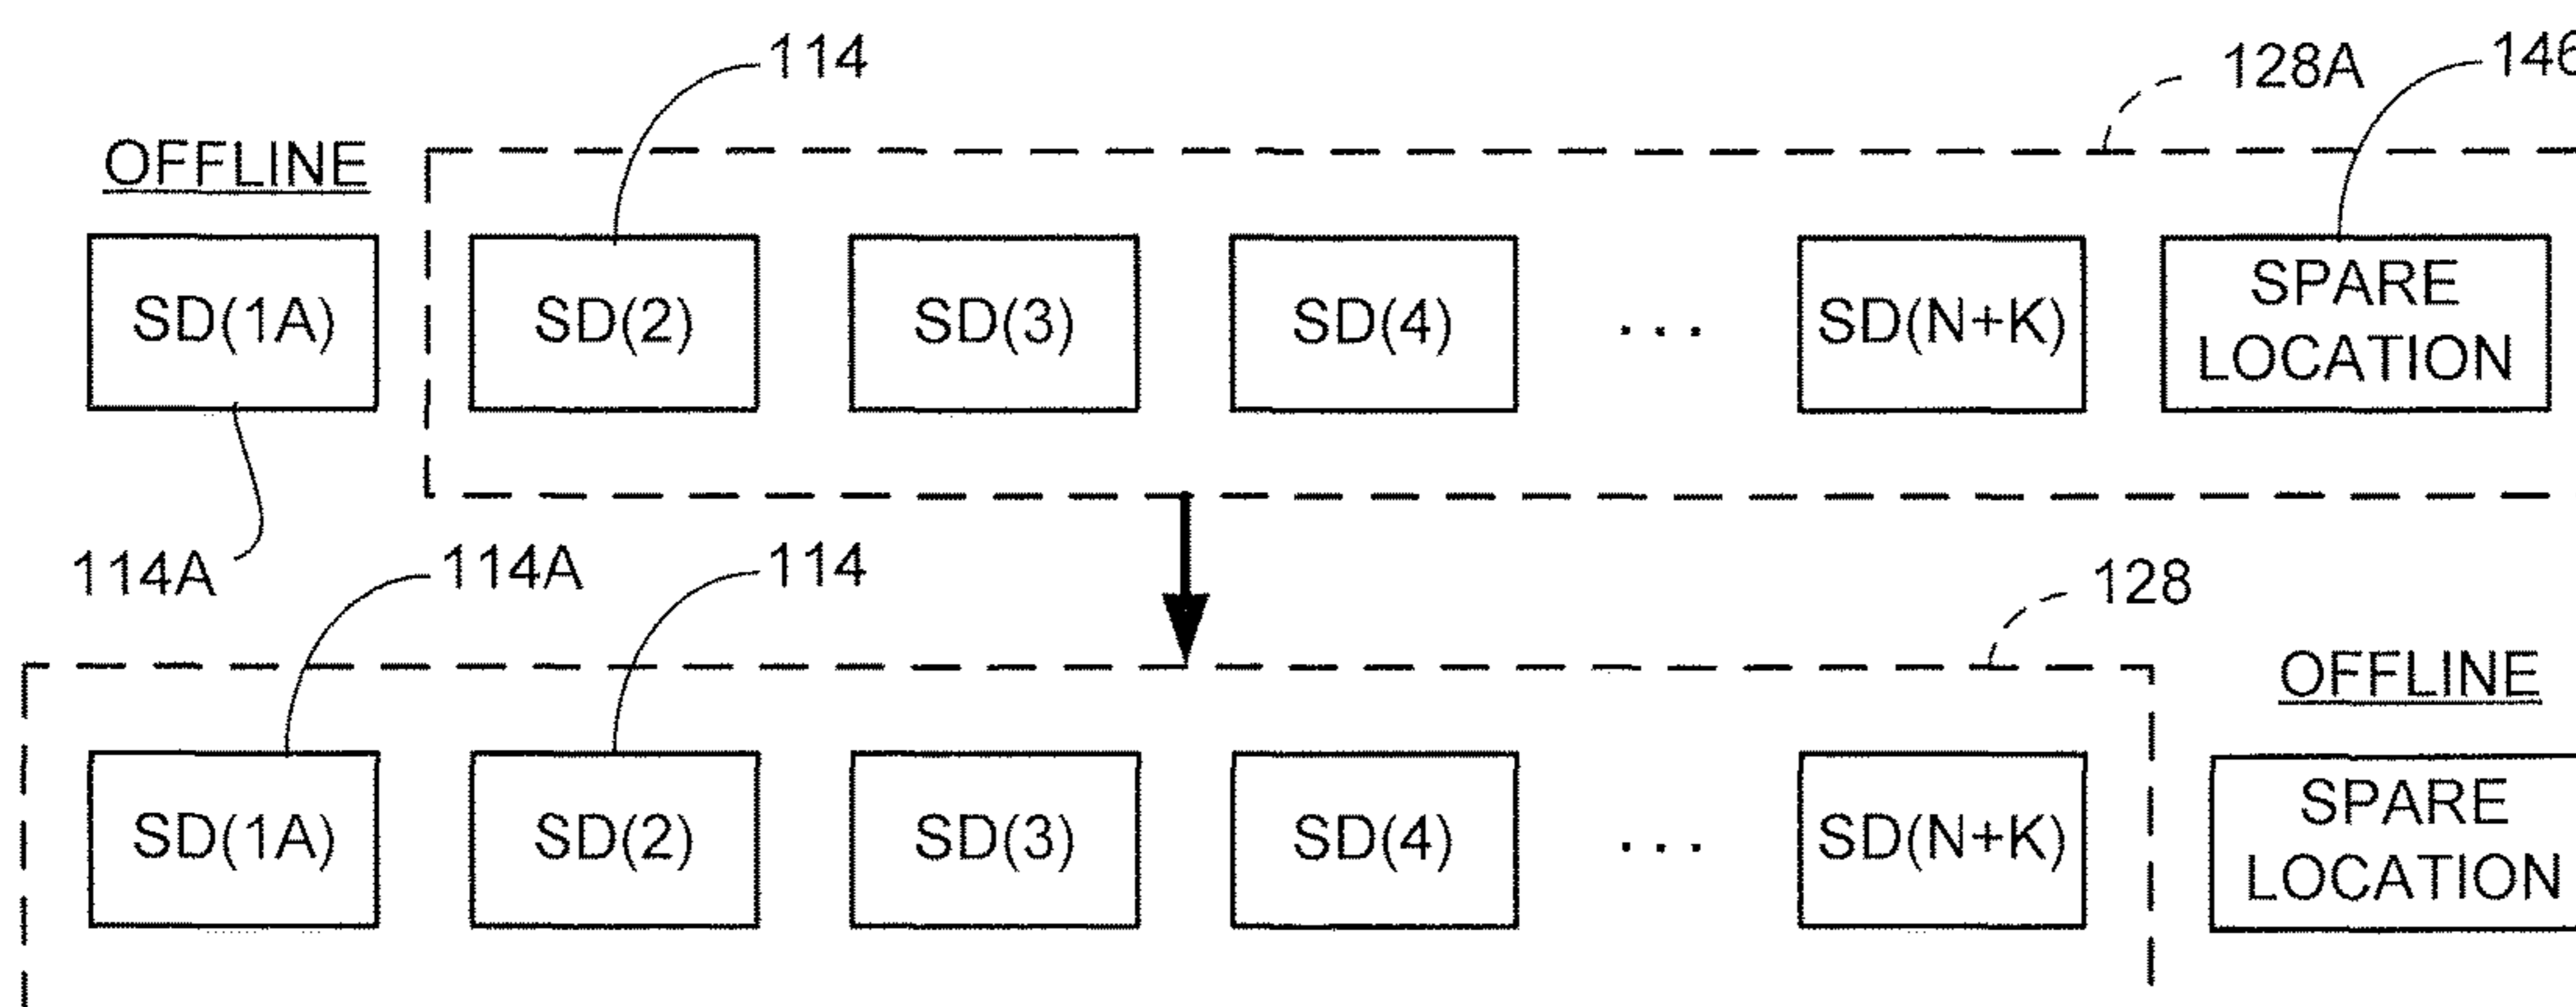 114
128A
146
OFFLINE
SD(1A)
SD(2)
SD(3)
SD(4)
...
SD(N+K)
SPARE
LOCATION
114A
114A
114
128
OFFLINE
SD(1A)
SD(2)
SD(3)
SD(4)
...
SD(N+K)
SPARE
LOCATION